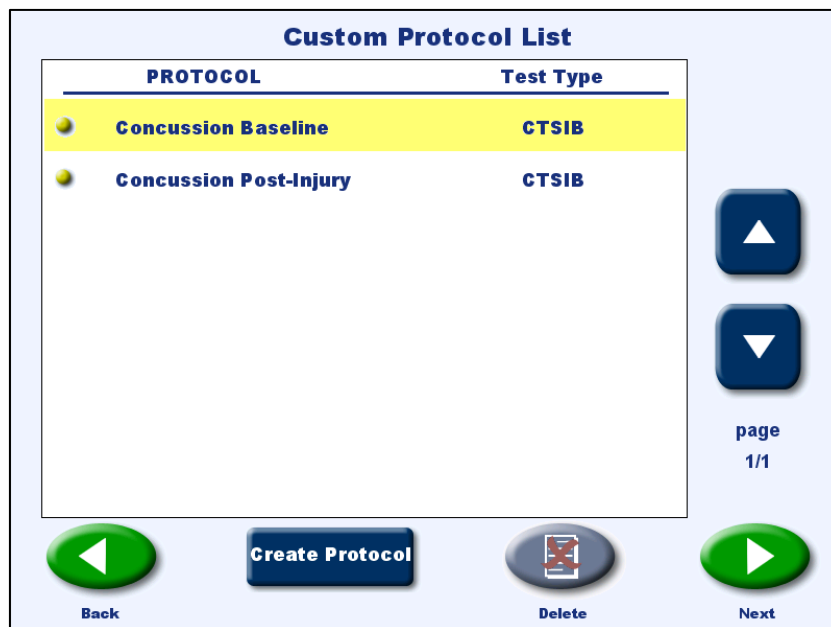 Custom Protocol List
PROTOCOL Test Type
Concussion Baseline CTSIB
Concussion Post-Injury CTSIB
page
1/1
Create Protocol
Back Delete Next